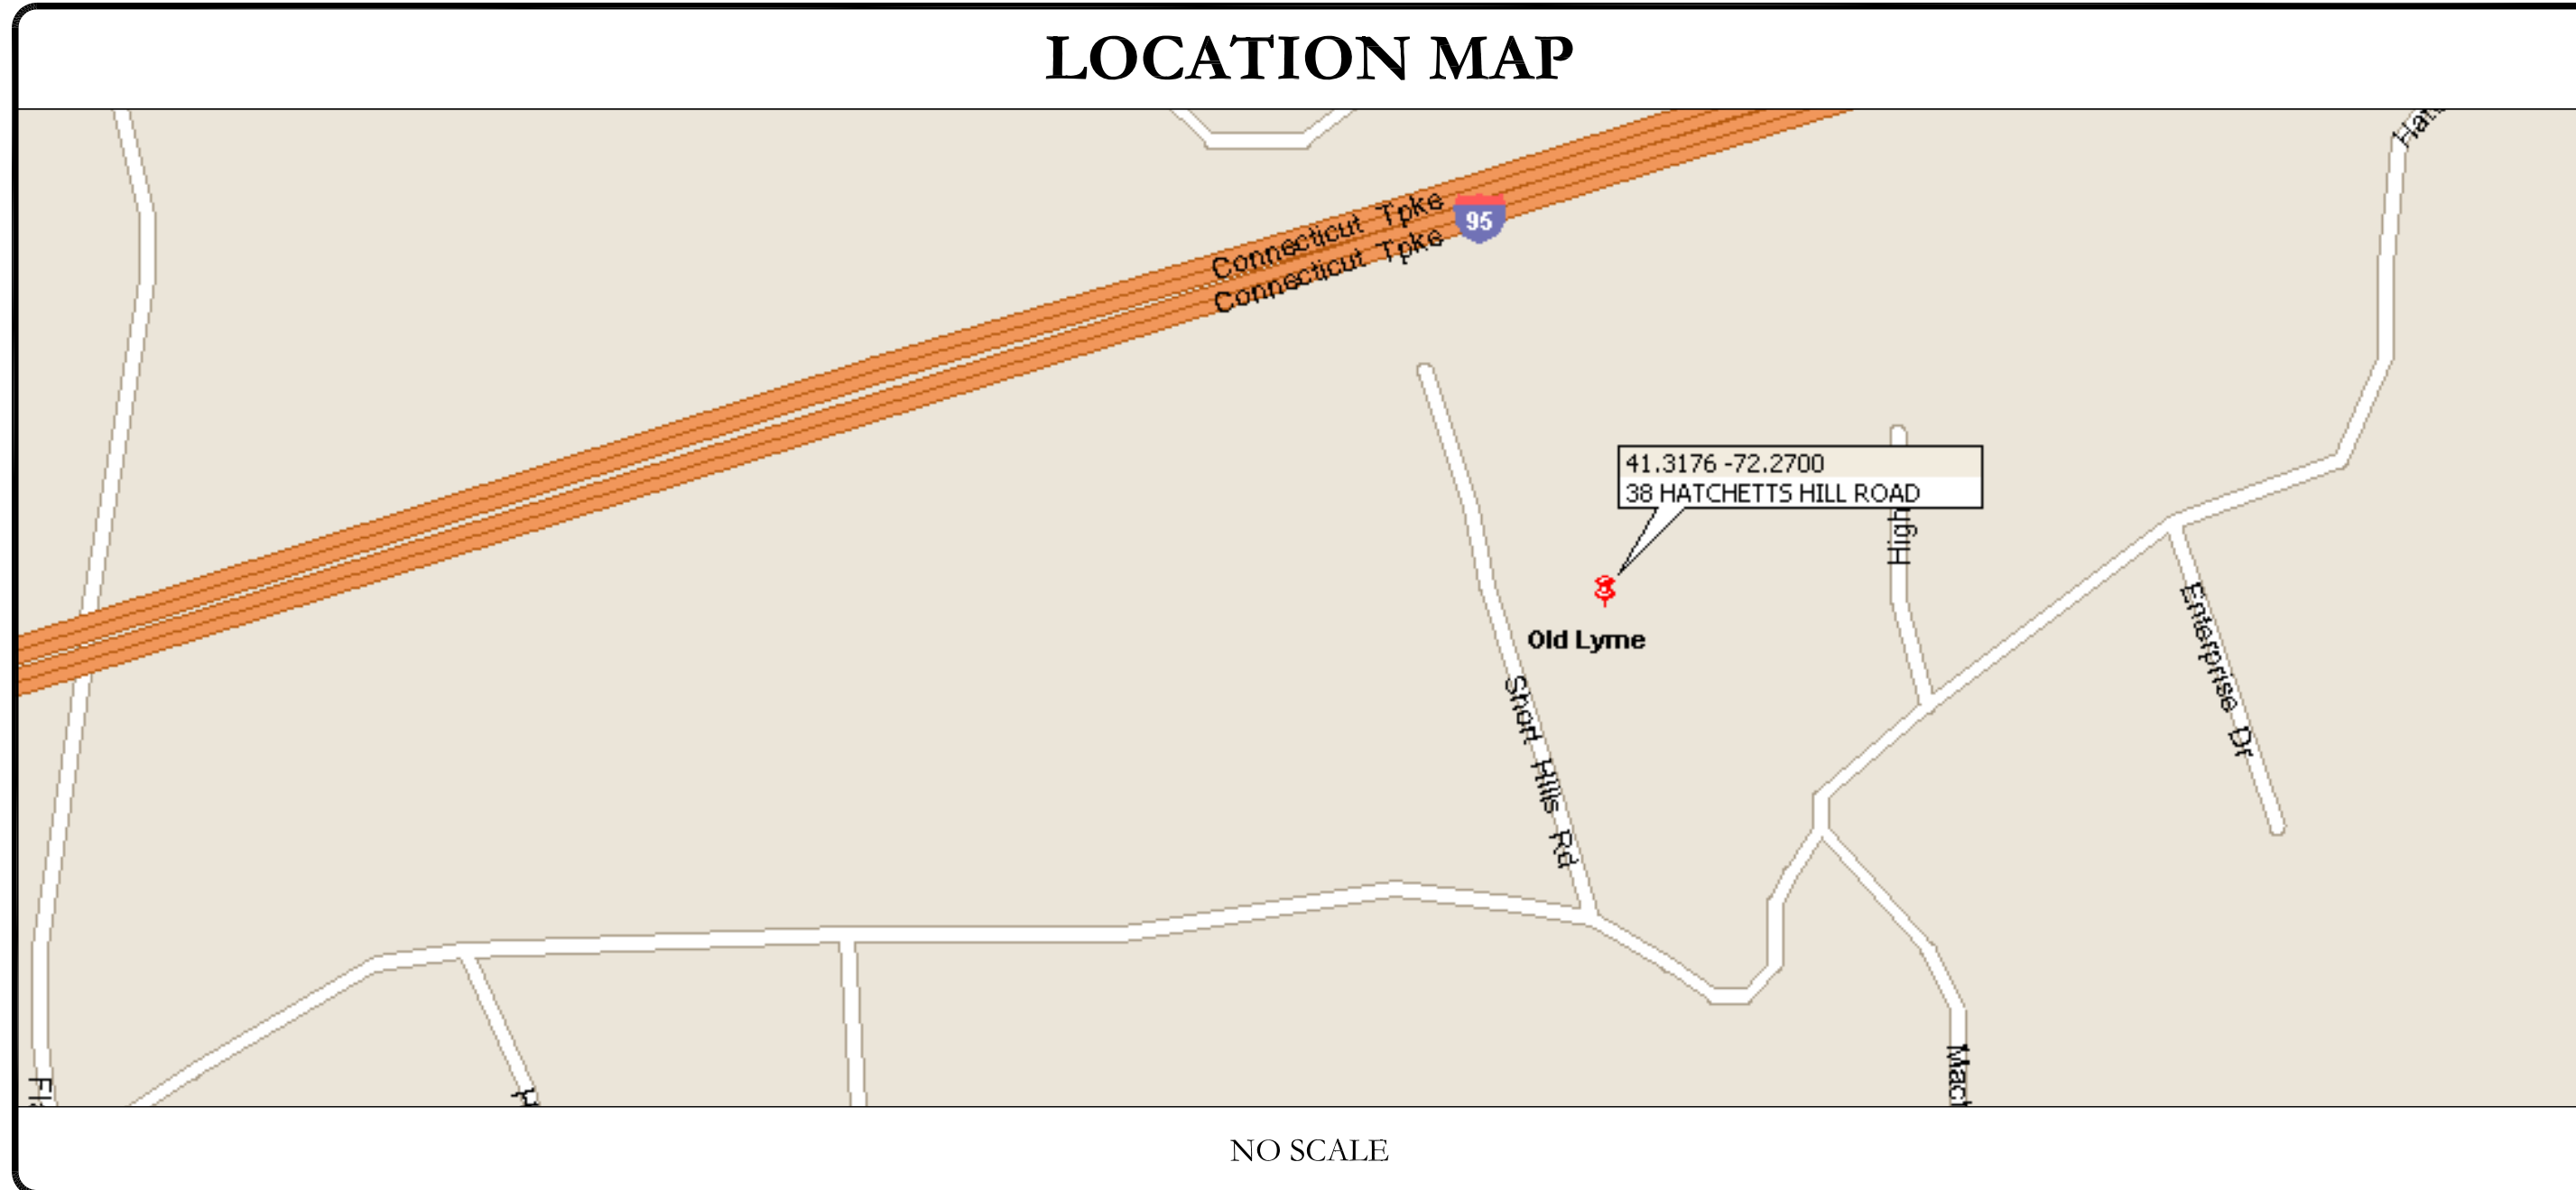 LOCATION MAP
Connecticut Tpke
95
Connecticut Tpke
41.3176 -72.2700
38 HATCHETTS HILL ROAD
High
Old Lyme
Enterprise Dr
Short Hills Rd
NO SCALE